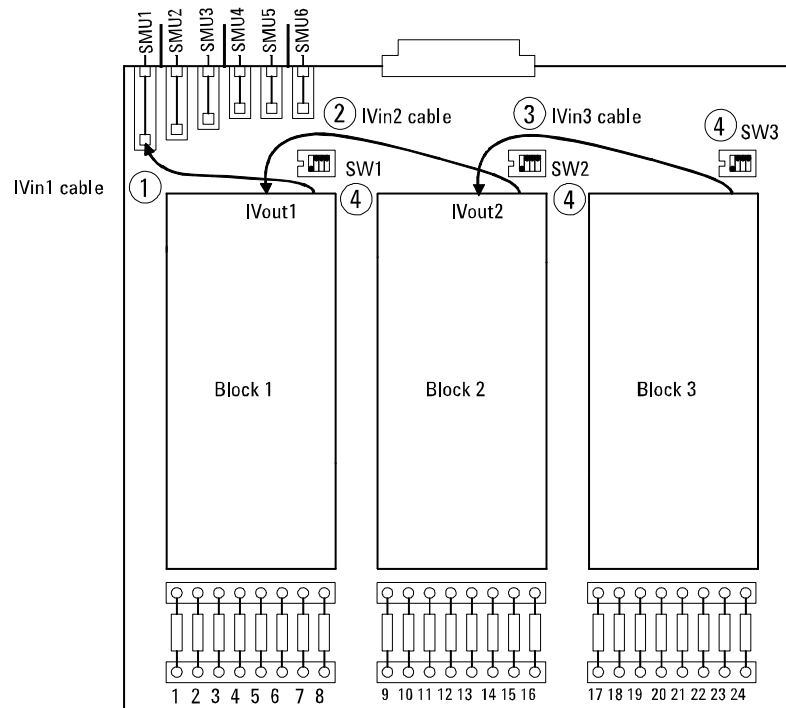 SMU1 SMU2 SMU3 SMU4 SMU5 SMU6
2 IVin2 cable 3 IVin3 cable 4 SW3
IVin1 cable 1 SW1 SW2
IVout1 4 IVout2 4
Block 1 Block 2 Block 3
1 2 3 4 5 6 7 8 9 10 11 12 13 14 15 16 17 18 19 20 21 22 23 24